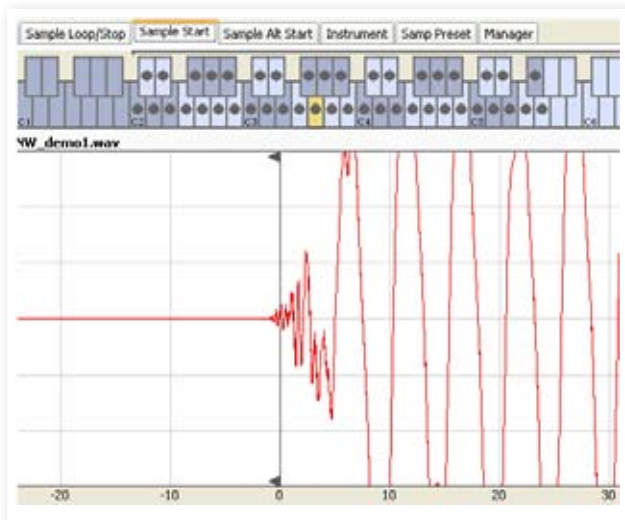 Sample Loop/Stop Sample Start Sample Alt Start Instrument Samp Preset Manager
C1 C2 C3 C4 C5 C6
NW_demo1.wav
-20 -10 0 10 20 30